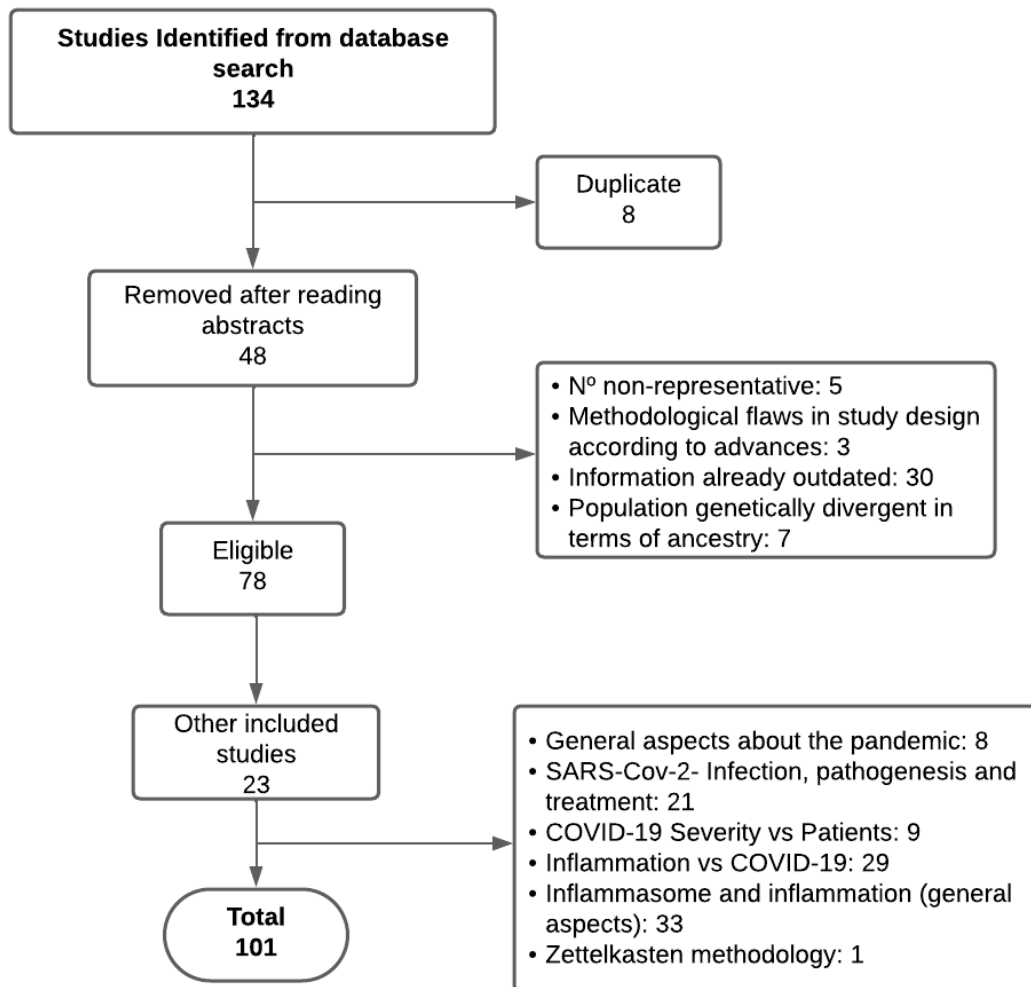 Studies Identified from database
search
134
Duplicate
8
Removed after reading
abstracts
48
• Nº non-representative: 5
• Methodological flaws in study design
according to advances: 3
• Information already outdated: 30
• Population genetically divergent in
terms of ancestry: 7
Eligible
78
Other included
studies
23
• General aspects about the pandemic: 8
• SARS-Cov-2- Infection, pathogenesis and
treatment: 21
• COVID-19 Severity vs Patients: 9
• Inflammation vs COVID-19: 29
• Inflammasome and inflammation (general
aspects): 33
• Zettelkasten methodology: 1
Total
101